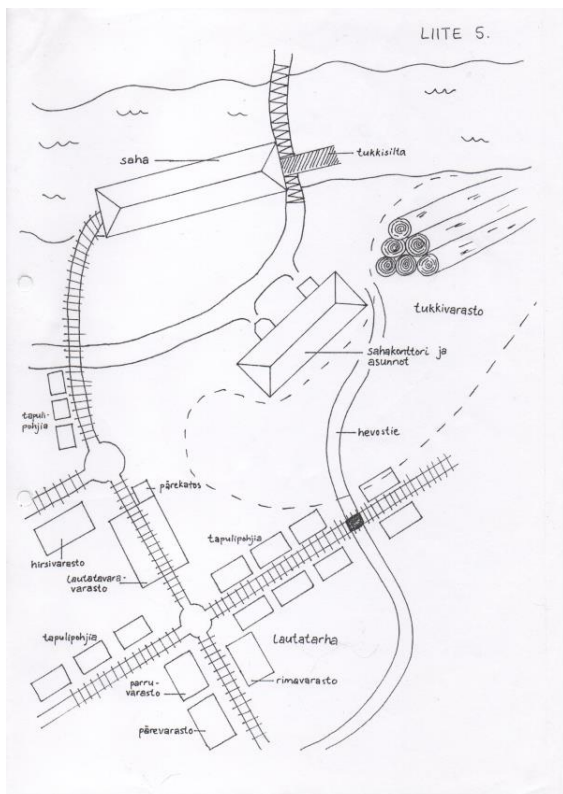 LIITE 5.
saha
tukkisilta
tukkivarasto
sahakonttori ja
asunnot
tapuli-
pohjia
hevostie
pärekatos
tapulipohjia
hirsivarasto
lautatavara-
varasto
tapulipohjia
lautatarha
parru-
varasto
rimavarasto
pärevarasto